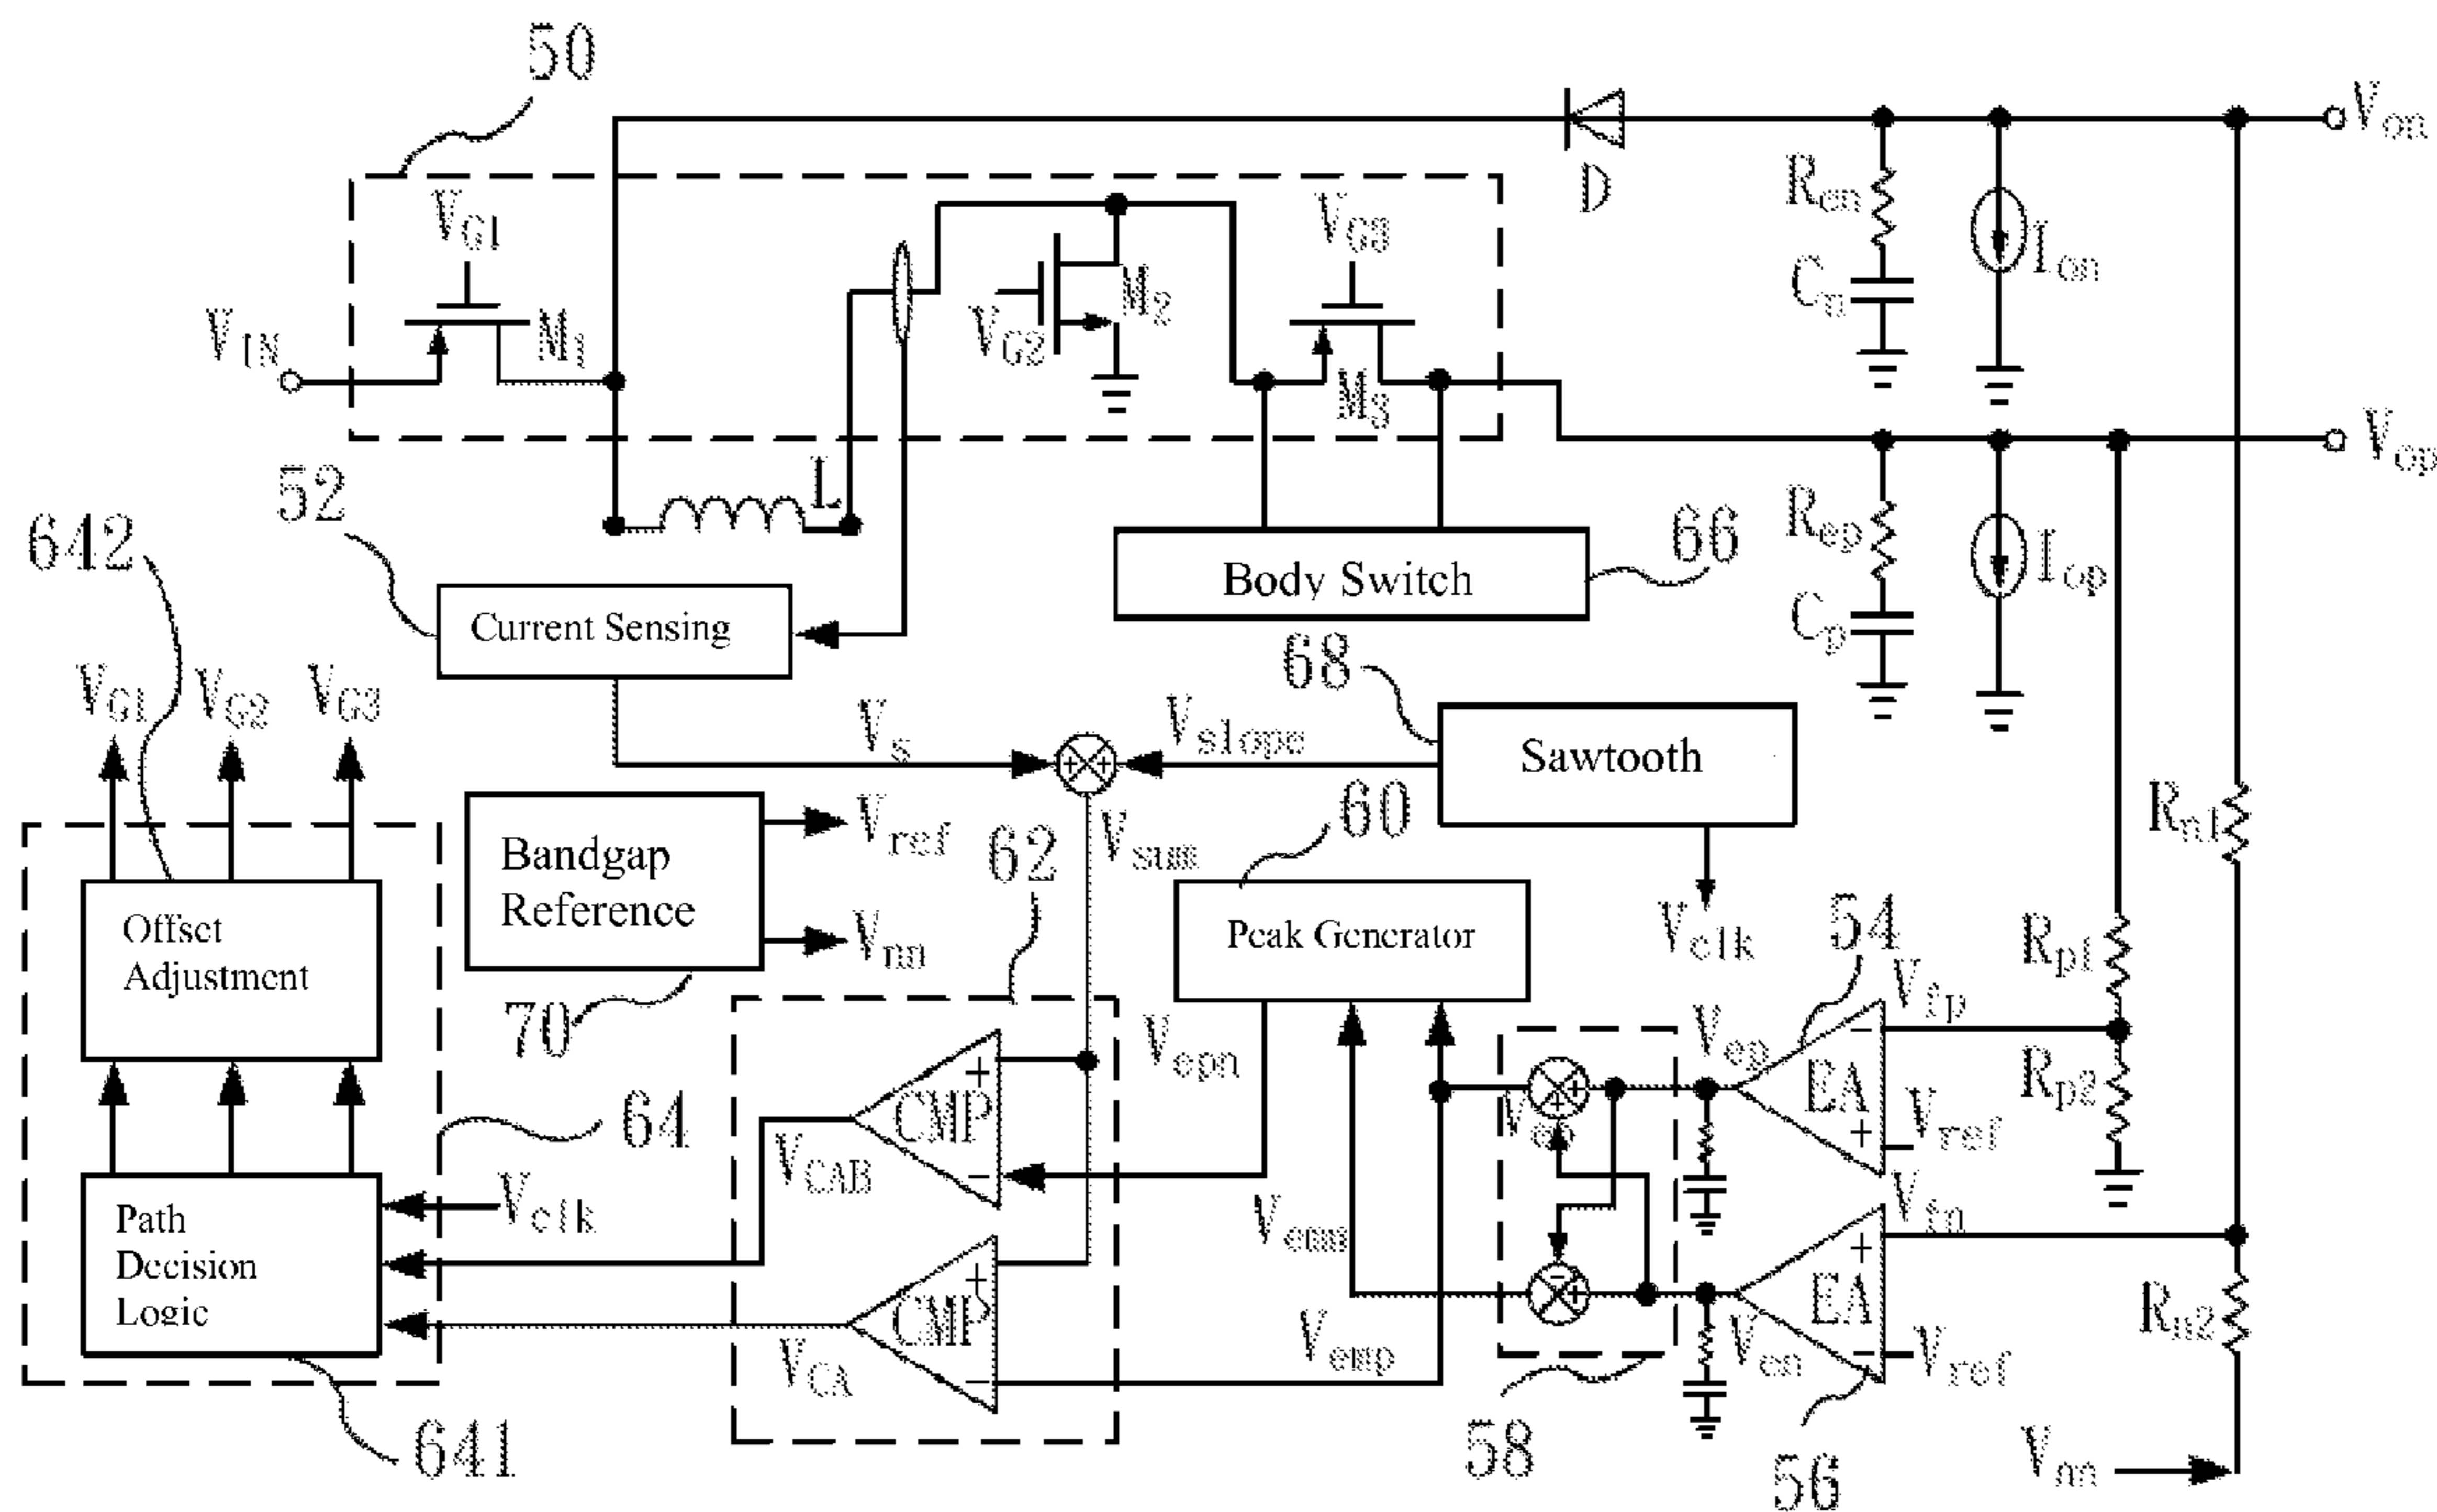 50
V_on
D
R_en
I_on
C_n
V_G1
V_G3
V_IN
M_1
V_G2
M_2
M_3
V_op
52
L
R_ep
I_op
C_p
642
Body Switch
66
Current Sensing
68
V_G1
V_G2
V_G3
V_s
V_slope
+ +
Sawtooth
60
R_n1
Bandgap
Reference
V_ref
V_nn
62
V_sum
V_clk
Offset
Adjustment
Peak Generator
54
R_p1
V_fp
70
V_epn
V_ep
EA
-
+
V_ref
R_p2
64
V_CAB
CMP
+
-
+
+
V_clk
Path
Decision
Logic
V_emn
V_fn
V_CA
CMP
+
-
V_emp
-
+
V_en
EA
+
-
V_ref
R_n2
641
58
56
V_nn